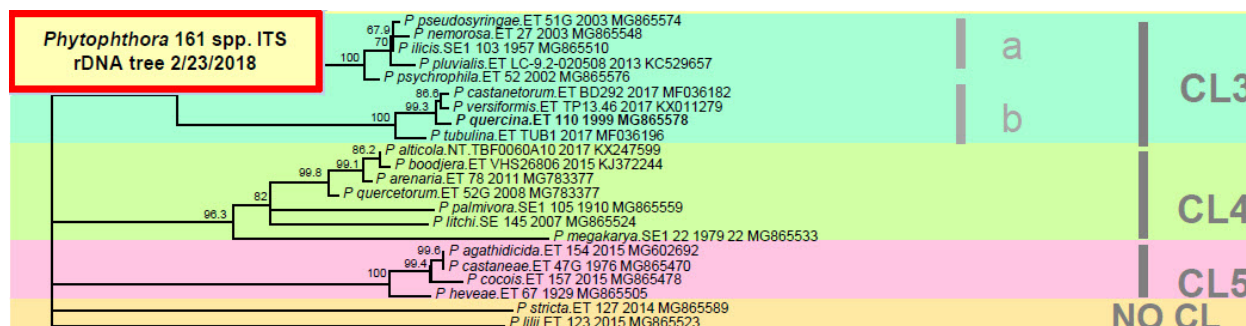 Phytophthora 161 spp. ITS
rDNA tree 2/23/2018
P pseudosyringae.ET 51G 2003 MG865574
67.9
P nemorosa.ET 27 2003 MG865548
70
P ilicis.SE1 103 1957 MG865510
100
P pluvialis.ET LC-9.2-020508 2013 KC529657
P psychrophila.ET 52 2002 MG865576
a
86.6
P castanetorum.ET BD292 2017 MF036182
99.3
P versiformis.ET TP13.46 2017 KX011279
P quercina.ET 110 1999 MG865578
100
P tubulina.ET TUB1 2017 MF036196
b
CL3
86.2
P alticola.NT.TBF0060A10 2017 KX247599
99.1
P boodjera.ET VHS26806 2015 KJ372244
99.8
P arenaria.ET 78 2011 MG783377
P quercetorum.ET 52G 2008 MG783377
82
P palmivora.SE1 105 1910 MG865559
96.3
P litchi.SE 145 2007 MG865524
P megakarya.SE1 22 1979 22 MG865533
CL4
99.6
P agathidicida.ET 154 2015 MG602692
99.4
P castaneae.ET 47G 1976 MG865470
100
P cocois.ET 157 2015 MG865478
P heveae.ET 67 1929 MG865505
CL5
P stricta.ET 127 2014 MG865589
P lilii ET 123 2015 MG865523
NO CL